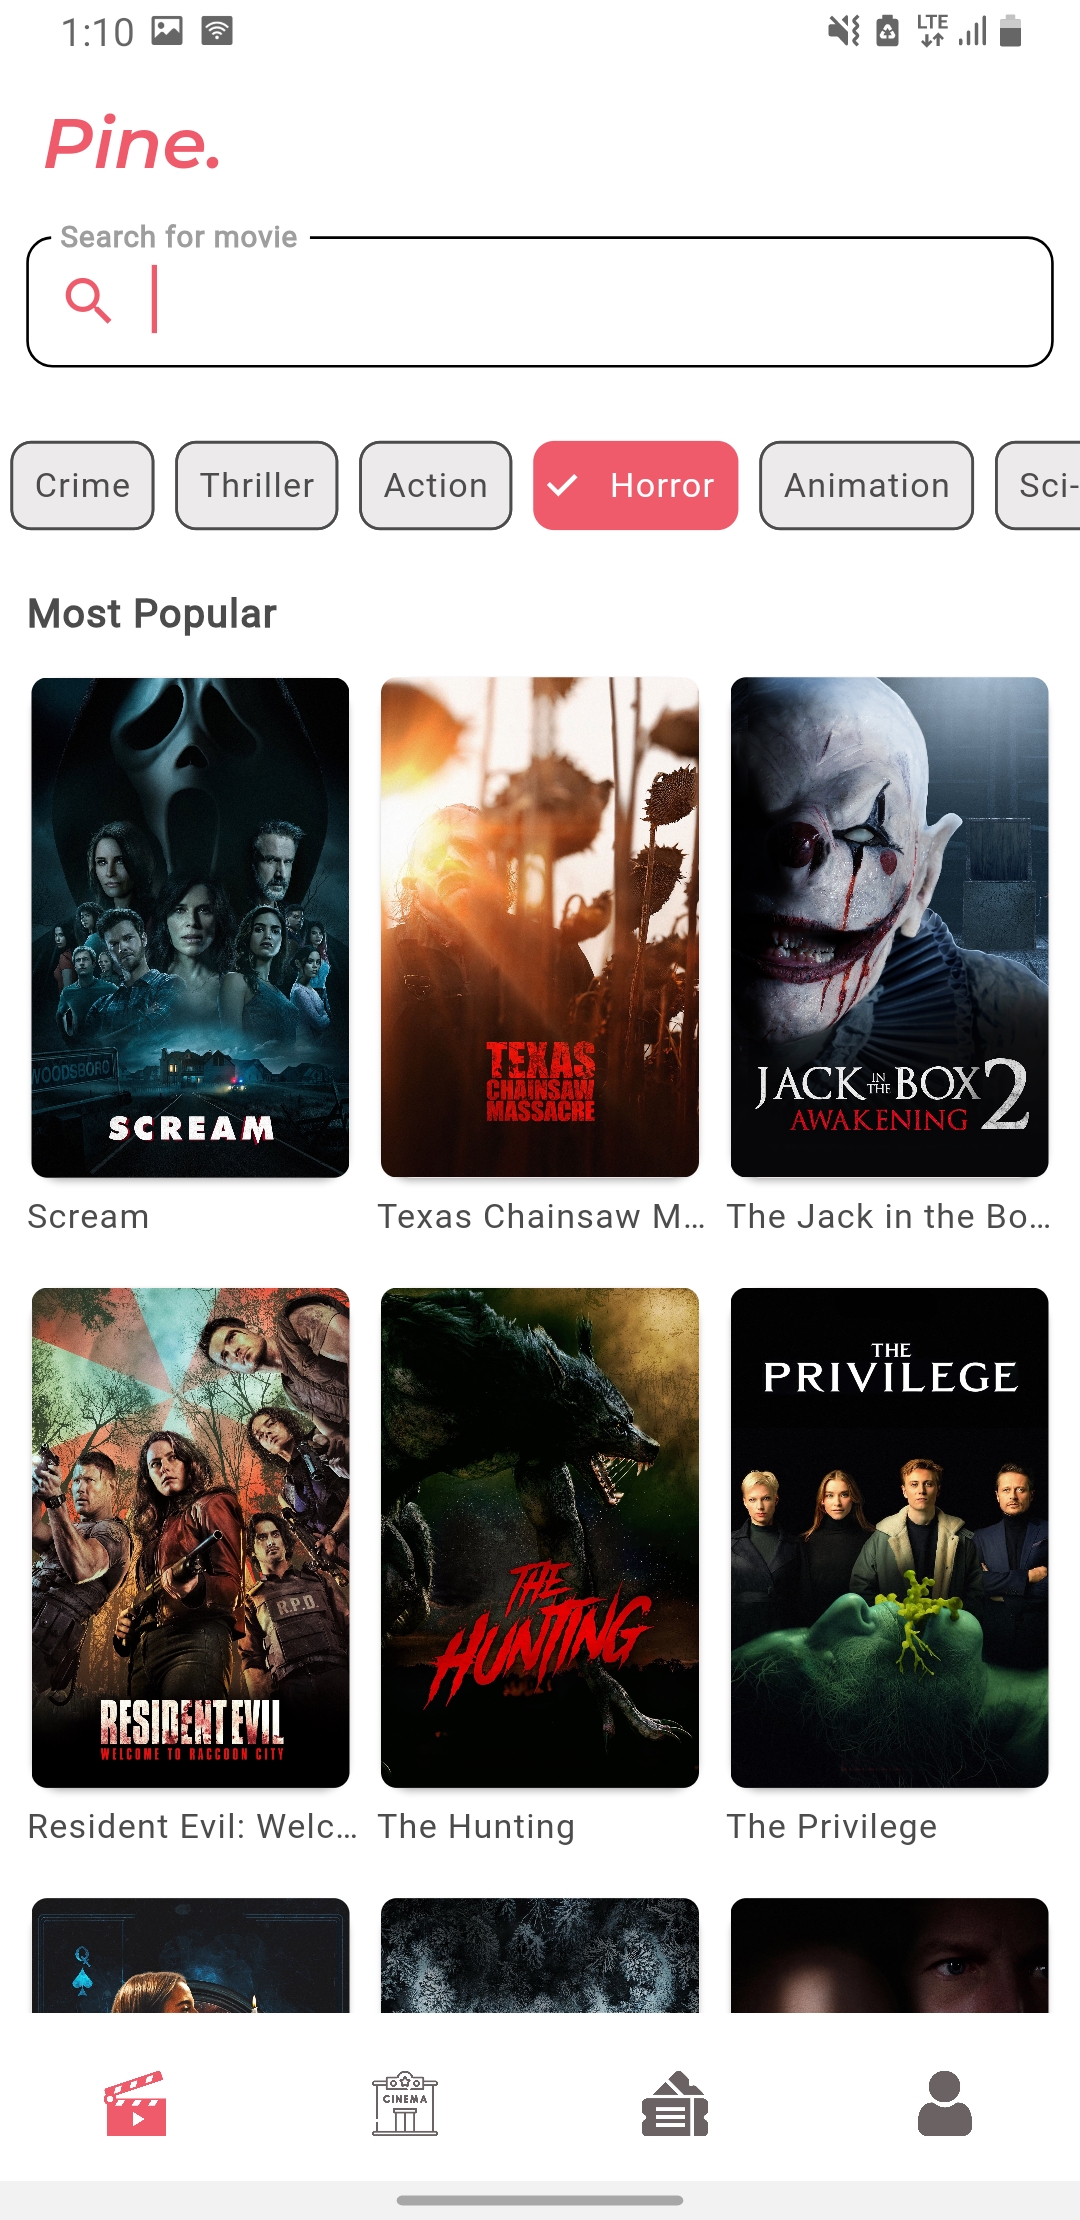 1:10
LTE
Pine.
Search for movie
Crime
Thriller
Action
Horror
Animation
Sci-
Most Popular
WOODSBORO
SCREAM
TEXAS
CHAINSAW
MASSACRE
JACK IN THE BOX 2
AWAKENING
Scream
Texas Chainsaw M...
The Jack in the Bo...
R.P.D.
RESIDENT EVIL
WELCOME TO RACCOON CITY
THE
HUNTING
THE
PRIVILEGE
Resident Evil: Welc...
The Hunting
The Privilege
Q
CINEMA